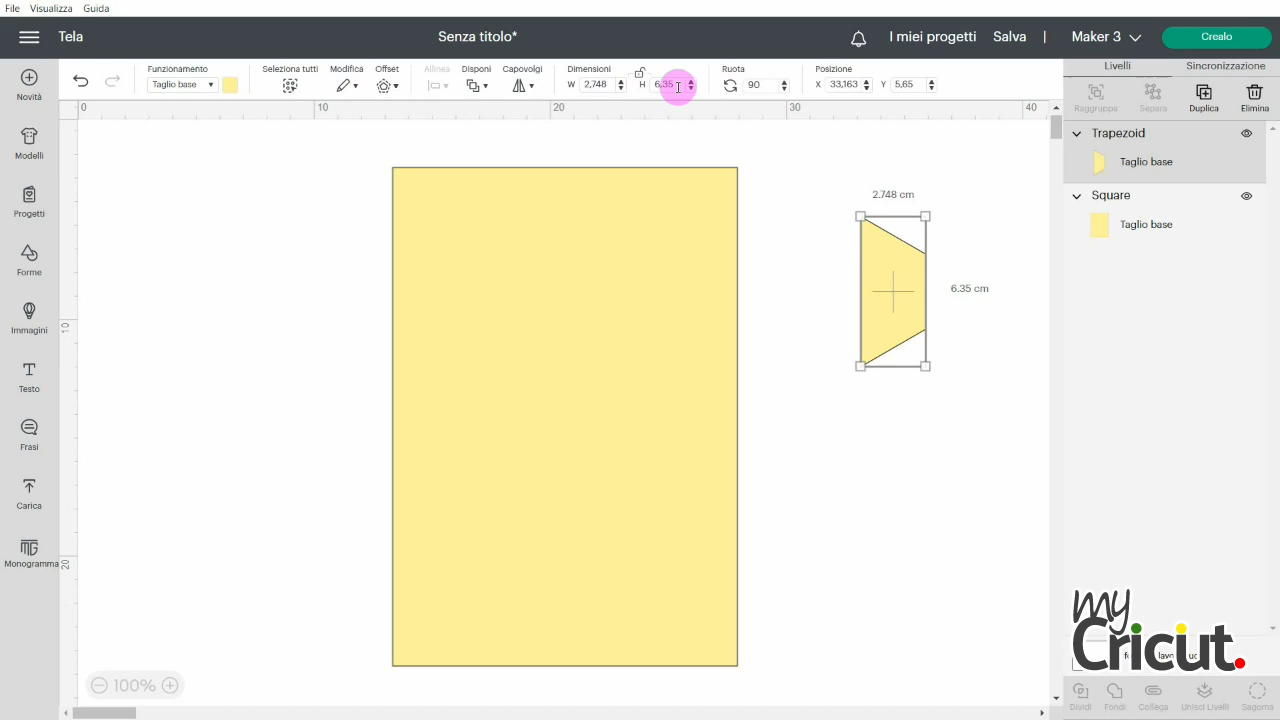 File Visualizza Guida
Tela
Senza titolo*
I miei progetti Salva | Maker 3
Crealo
Novità
Modelli
Progetti
Forme
Immagini
Testo
Frasi
Carica
Monogramma
Funzionamento
Taglio base
Seleziona tutti
Modifica
Offset
Allinea
Disponi
Capovolgi
Dimensioni
W 2,748 H 6,35
Ruota
90
Posizione
X 33,163 Y 5,65
0 10 20 30 40
10
20
2.748 cm
6.35 cm
100%
Livelli Sincronizzazione
Raggruppa Separa Duplica Elimina
Trapezoid
Taglio base
Square
Taglio base
my
Cricut.
Dividi Fondi Collega Unisci Livelli Sagoma